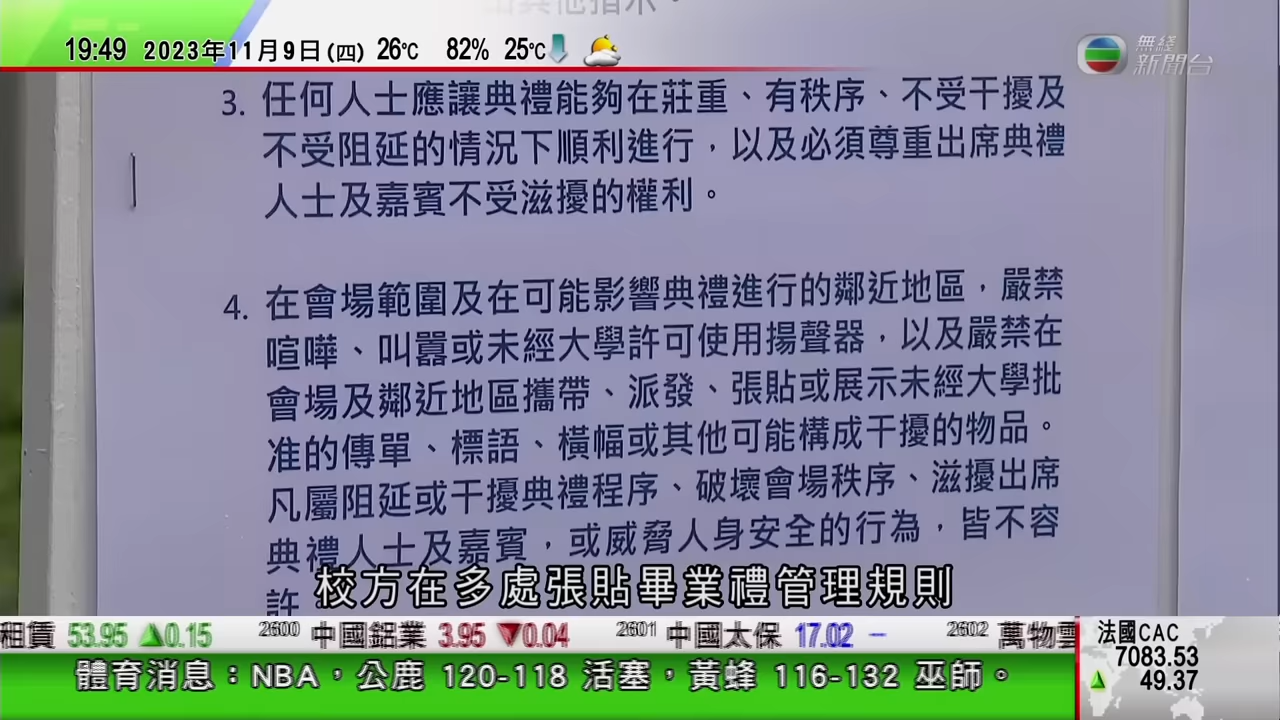 出其他指示。
19:49 2023年11月9日(四) 26℃ 82% 25℃
無綫
新聞台
3. 任何人士應讓典禮能夠在莊重、有秩序、不受干擾及
不受阻延的情況下順利進行，以及必須尊重出席典禮
人士及嘉賓不受滋擾的權利。
4. 在會場範圍及在可能影響典禮進行的鄰近地區，嚴禁
喧嘩、叫囂或未經大學許可使用揚聲器，以及嚴禁在
會場及鄰近地區攜帶、派發、張貼或展示未經大學批
准的傳單、標語、橫幅或其他可能構成干擾的物品。
凡屬阻延或干擾典禮程序、破壞會場秩序、滋擾出席
典禮人士及嘉賓，或威脅人身安全的行為，皆不容
許
校方在多處張貼畢業禮管理規則
租賃 53.95 ▲0.15 2600 中國鋁業 3.95 ▼0.04 2601 中國太保 17.02 － 2602 萬物雲
法國CAC
7083.53
▲ 49.37
體育消息：NBA，公鹿 120-118 活塞，黃蜂 116-132 巫師。